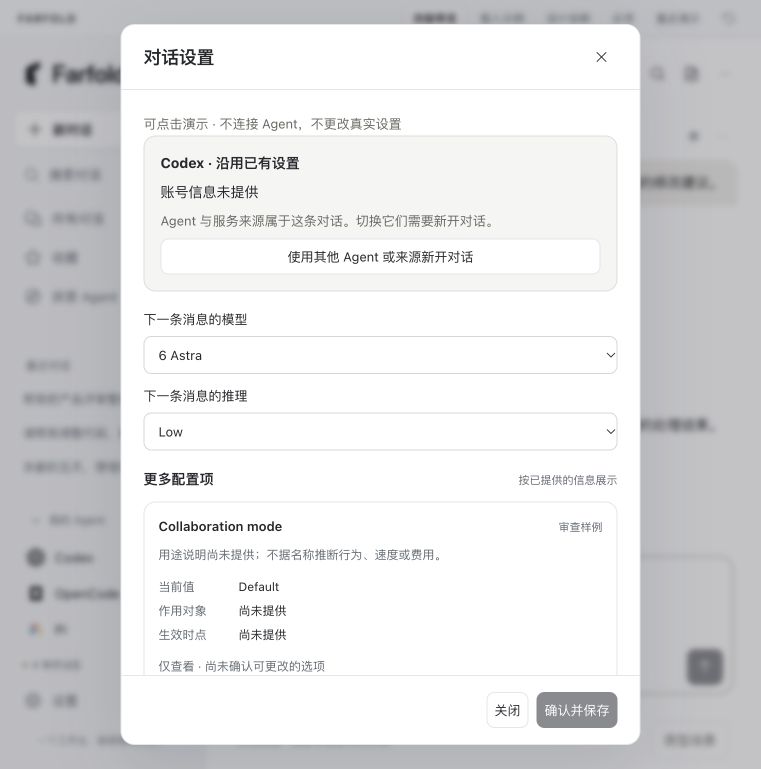 FARFOLD
对话设置
可点击演示 · 不连接 Agent，不更改真实设置
Codex · 沿用已有设置
账号信息未提供
Agent 与服务来源属于这条对话。切换它们需要新开对话。
使用其他 Agent 或来源新开对话
下一条消息的模型
6 Astra
下一条消息的推理
Low
更多配置项
按已提供的信息展示
Collaboration mode
审查样例
用途说明尚未提供；不据名称推断行为、速度或费用。
当前值 Default
作用对象 尚未提供
生效时点 尚未提供
仅查看 · 尚未确认可更改的选项
关闭
确认并保存
Codex
OpenCode